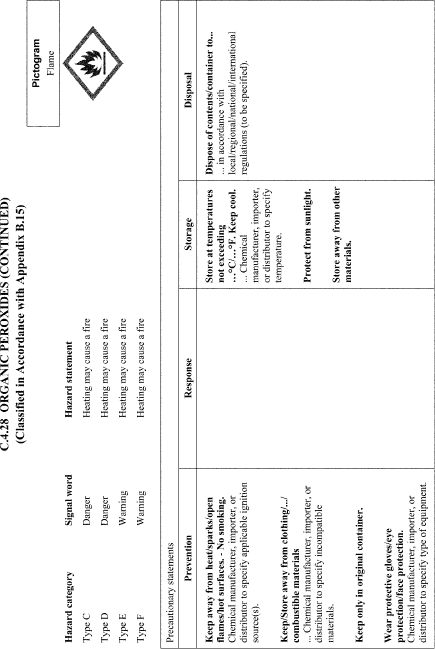 C.4.28 ORGANIC PEROXIDES (CONTINUED)
(Classified in Accordance with Appendix B.15)
Pictogram
Flame
Hazard category Signal word Hazard statement
Type C Danger Heating may cause a fire
Type D Danger Heating may cause a fire
Type E Warning Heating may cause a fire
Type F Warning Heating may cause a fire
Precautionary statements
Prevention
Response
Storage
Disposal
Keep away from heat/sparks/open
flames/hot surfaces. - No smoking.
Chemical manufacturer, importer, or
distributor to specify applicable ignition
source(s).
Keep/Store away from clothing/.../
combustible materials
... Chemical manufacturer, importer, or
distributor to specify incompatible
materials.
Keep only in original container.
Wear protective gloves/eye
protection/face protection.
Chemical manufacturer, importer, or
distributor to specify type of equipment.
Store at temperatures
not exceeding
...°C/...°F. Keep cool.
... Chemical
manufacturer, importer,
or distributor to specify
temperature.
Protect from sunlight.
Store away from other
materials.
Dispose of contents/container to...
... in accordance with
local/regional/national/international
regulations (to be specified).